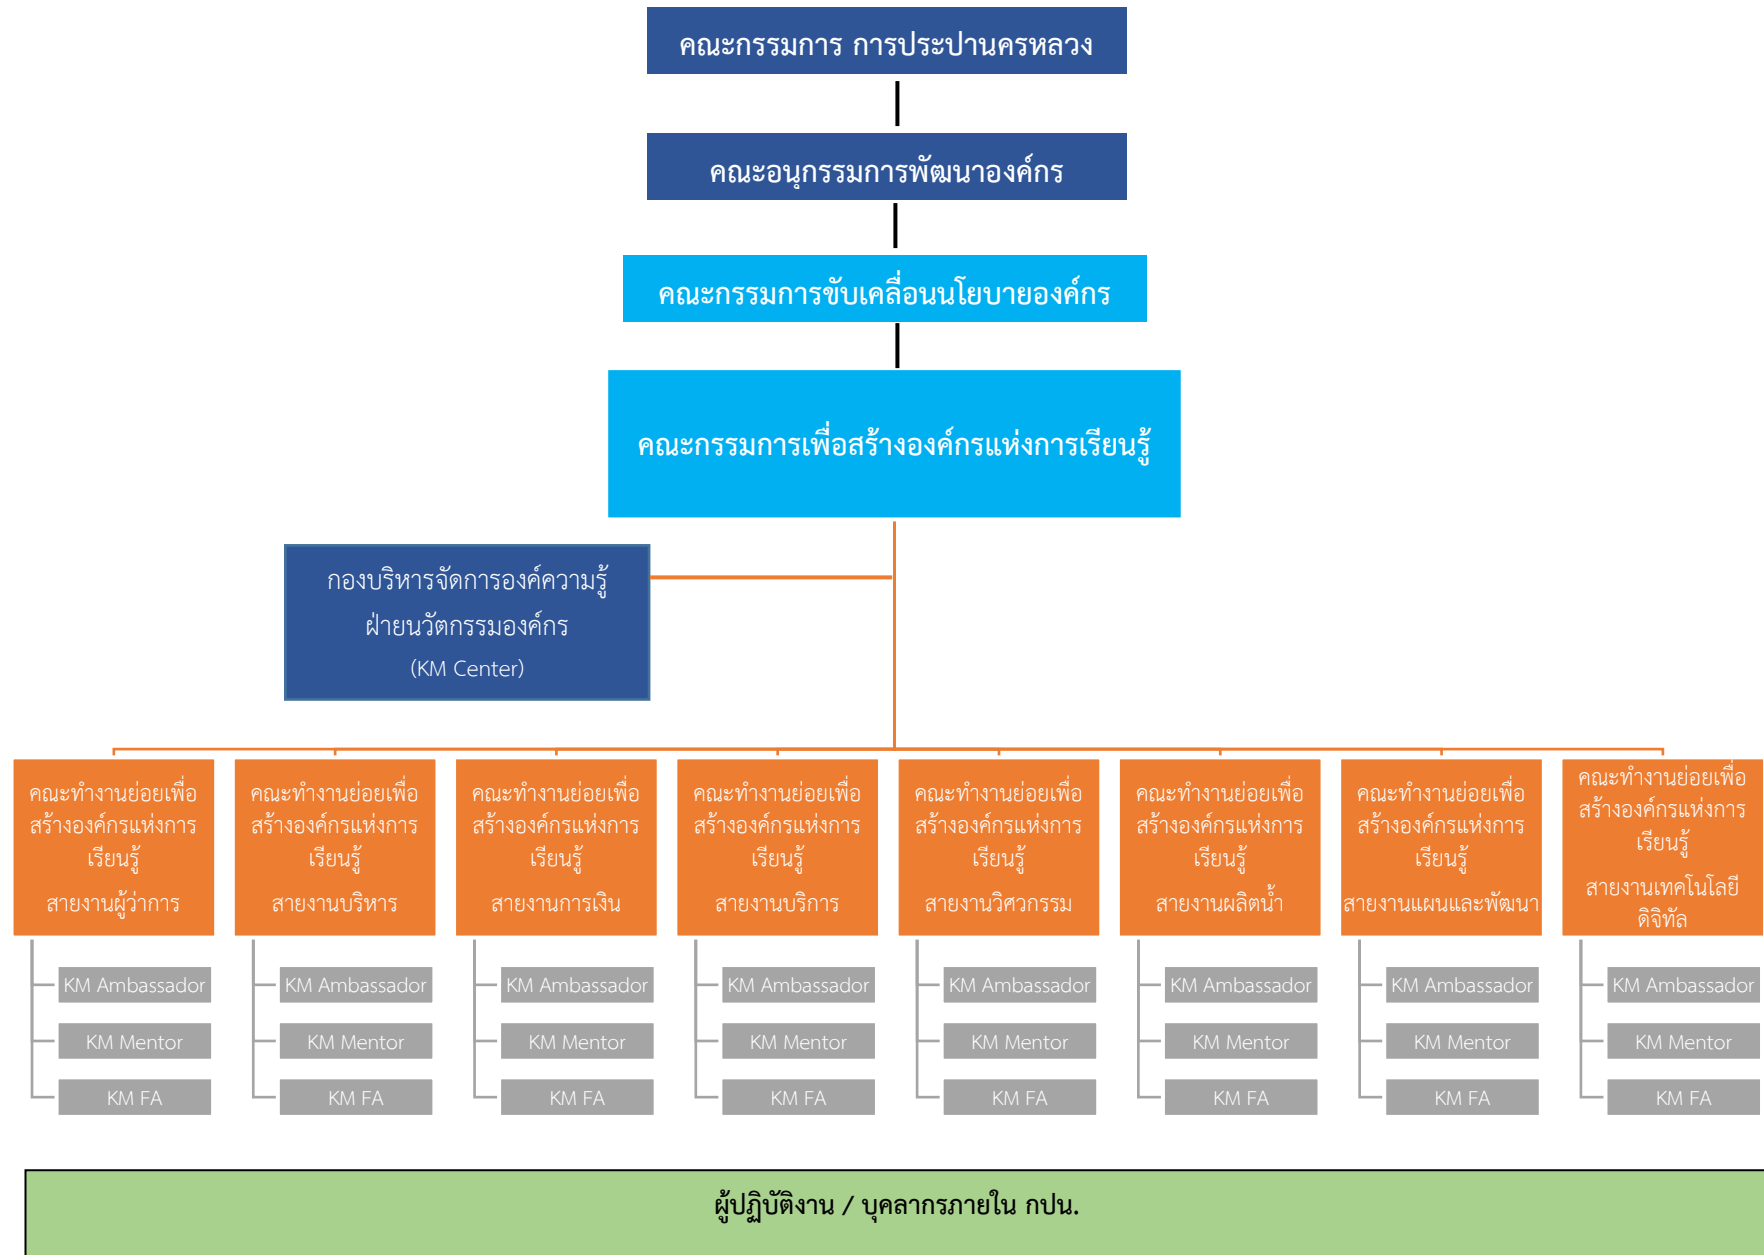 คณะกรรมการ การประปานครหลวง
คณะอนุกรรมการพัฒนาองค์กร
คณะกรรมการขับเคลื่อนนโยบายองค์กร
คณะกรรมการเพื่อสร้างองค์กรแห่งการเรียนรู้
กองบริหารจัดการองค์ความรู้
ฝ่ายนวัตกรรมองค์กร
(KM Center)
คณะทำงานย่อยเพื่อ
สร้างองค์กรแห่งการ
เรียนรู้
สายงานผู้ว่าการ
KM Ambassador
KM Mentor
KM FA
คณะทำงานย่อยเพื่อ
สร้างองค์กรแห่งการ
เรียนรู้
สายงานบริหาร
KM Ambassador
KM Mentor
KM FA
คณะทำงานย่อยเพื่อ
สร้างองค์กรแห่งการ
เรียนรู้
สายงานการเงิน
KM Ambassador
KM Mentor
KM FA
คณะทำงานย่อยเพื่อ
สร้างองค์กรแห่งการ
เรียนรู้
สายงานบริการ
KM Ambassador
KM Mentor
KM FA
คณะทำงานย่อยเพื่อ
สร้างองค์กรแห่งการ
เรียนรู้
สายงานวิศวกรรม
KM Ambassador
KM Mentor
KM FA
คณะทำงานย่อยเพื่อ
สร้างองค์กรแห่งการ
เรียนรู้
สายงานผลิตน้ำ
KM Ambassador
KM Mentor
KM FA
คณะทำงานย่อยเพื่อ
สร้างองค์กรแห่งการ
เรียนรู้
สายงานแผนและพัฒนา
KM Ambassador
KM Mentor
KM FA
คณะทำงานย่อยเพื่อ
สร้างองค์กรแห่งการ
เรียนรู้
สายงานเทคโนโลยี
ดิจิทัล
KM Ambassador
KM Mentor
KM FA
ผู้ปฏิบัติงาน / บุคลากรภายใน กปน.